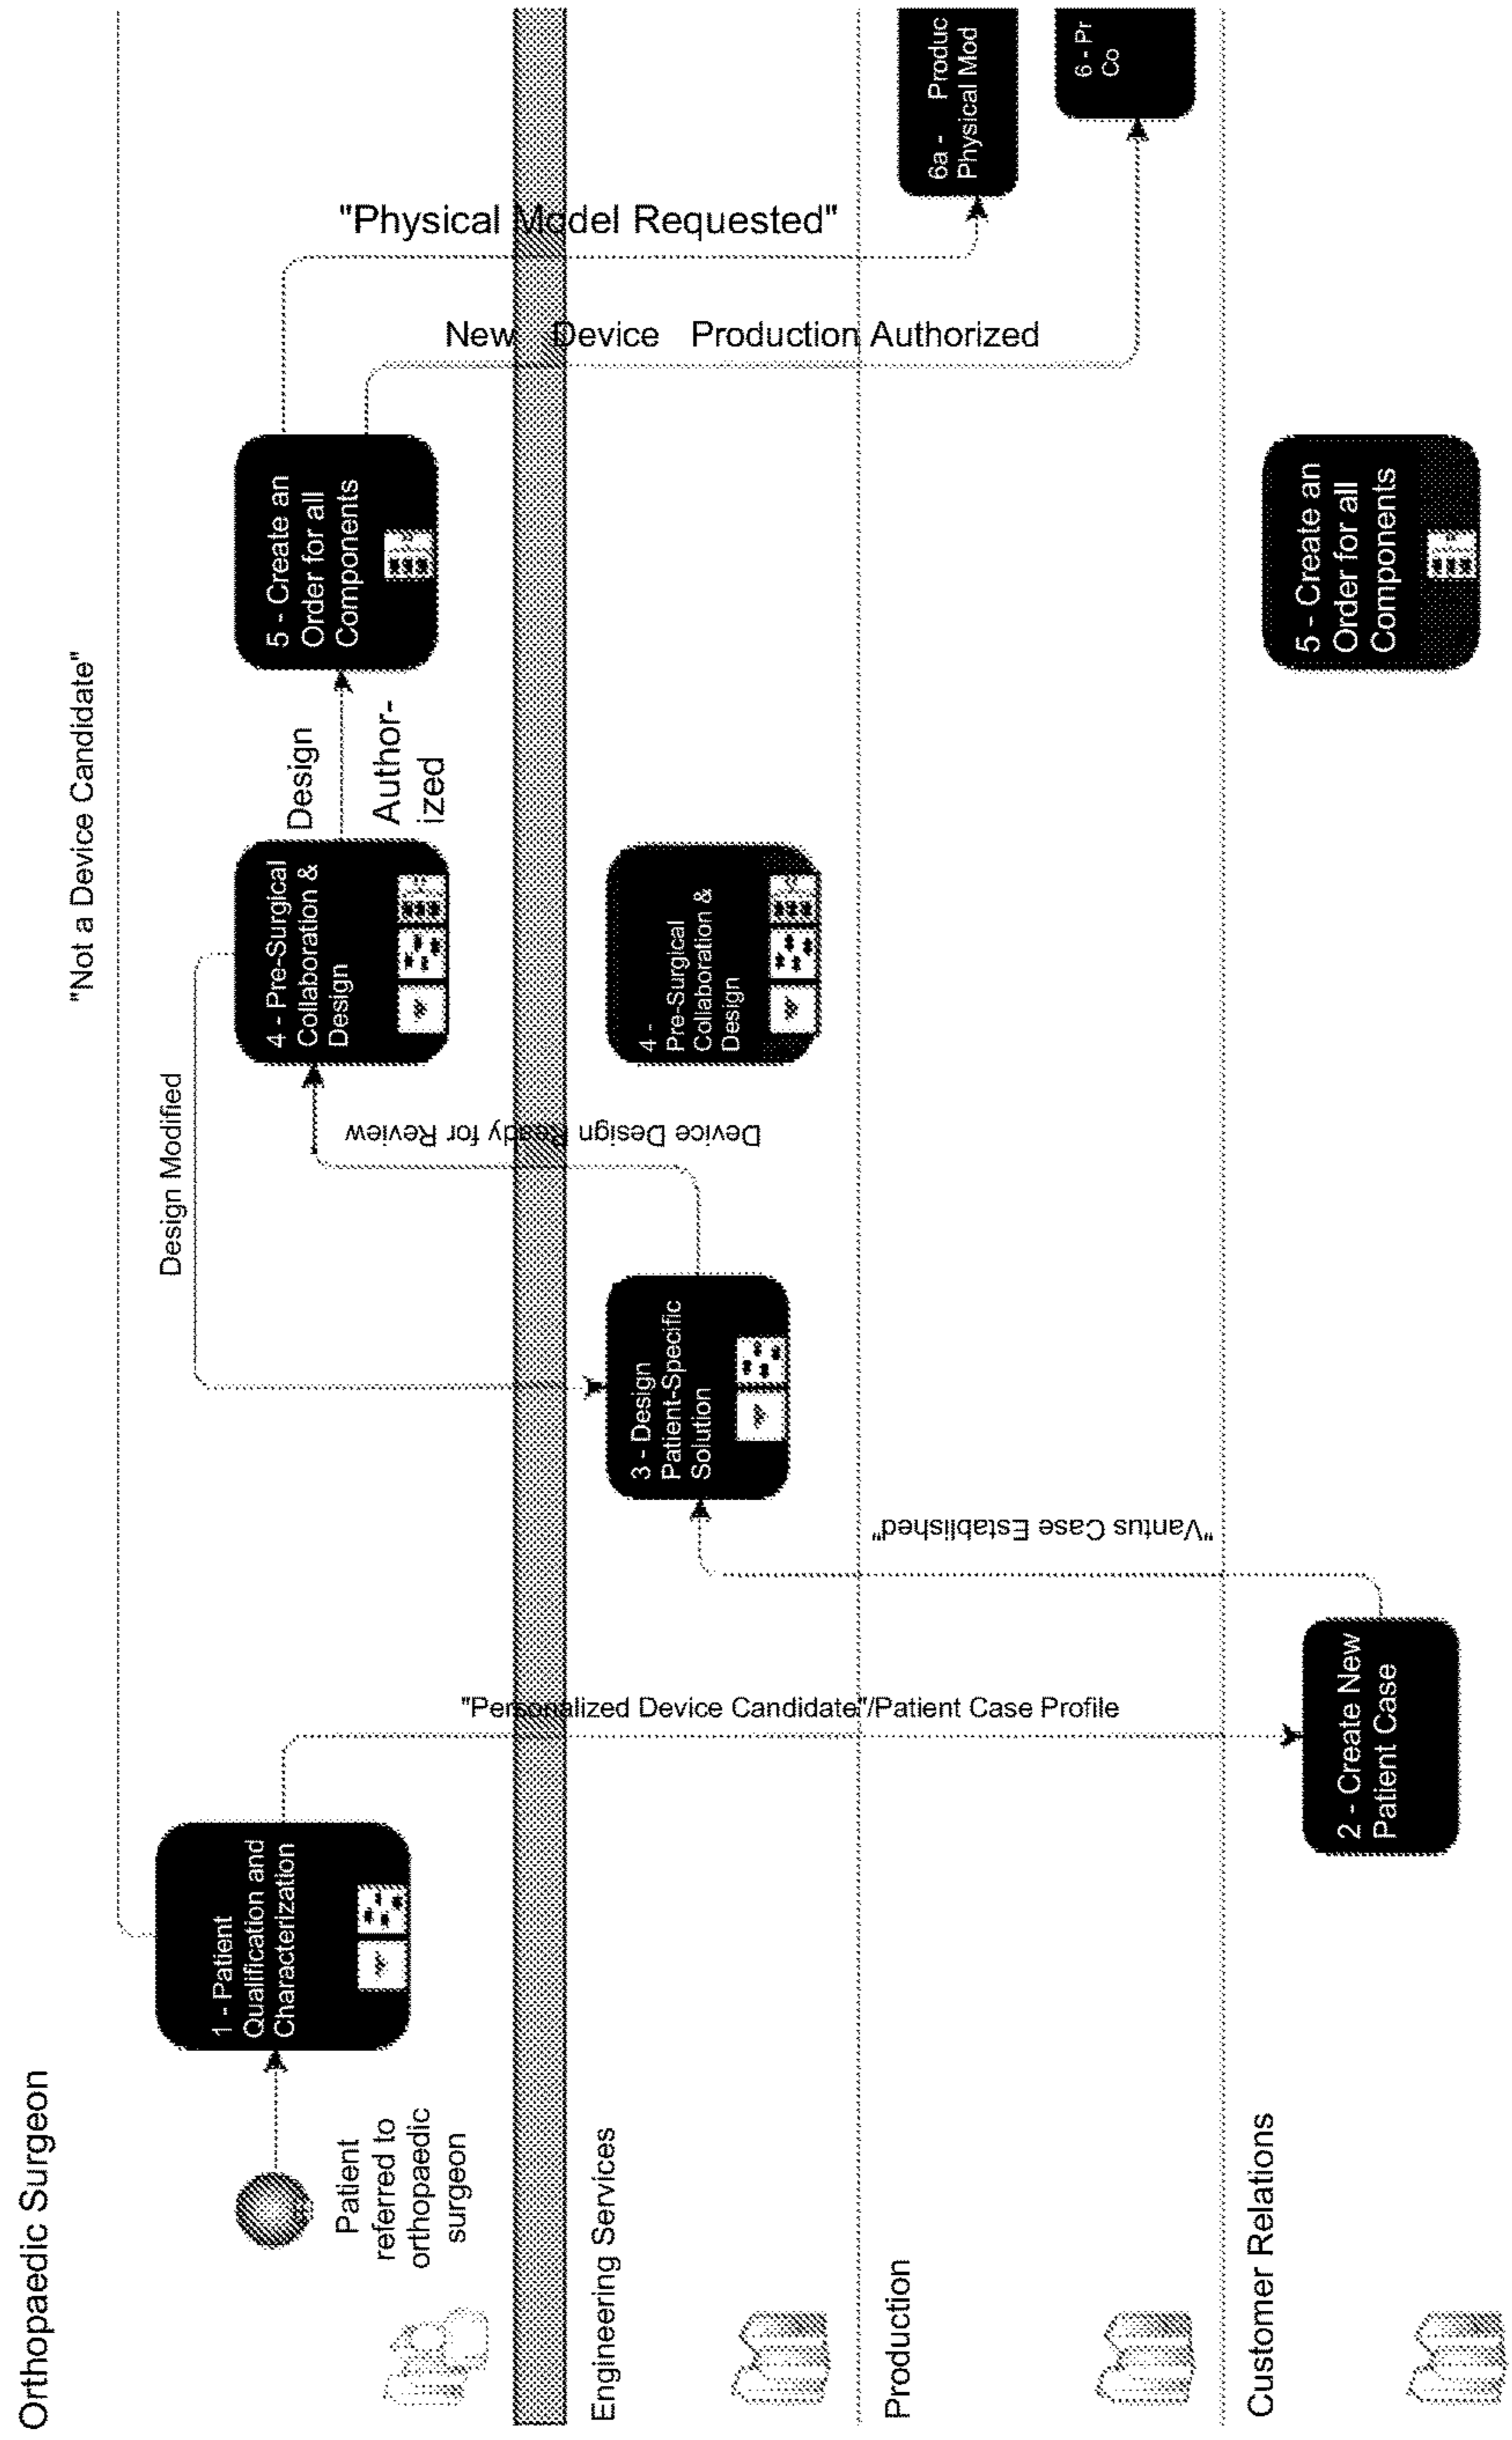 Orthopaedic Surgeon
"Not a Device Candidate"
Patient
referred to
orthopaedic
surgeon
1 - Patient
Qualification and
Characterization
Design Modified
4 - Pre-Surgical
Collaboration &
Design
Design
Author-
ized
5 - Create an
Order for all
Components
"Physical Model Requested"
New Device Production Authorized
"Personalized Device Candidate"/Patient Case Profile
Device Design Ready for Review
Engineering Services
3 - Design
Patient-Specific
Solution
4 -
Pre-Surgical
Collaboration &
Design
"Vantus Case Established"
Production
6a - Produc
Physical Mod
6 - Pr
Co
Customer Relations
2 - Create New
Patient Case
5 - Create an
Order for all
Components